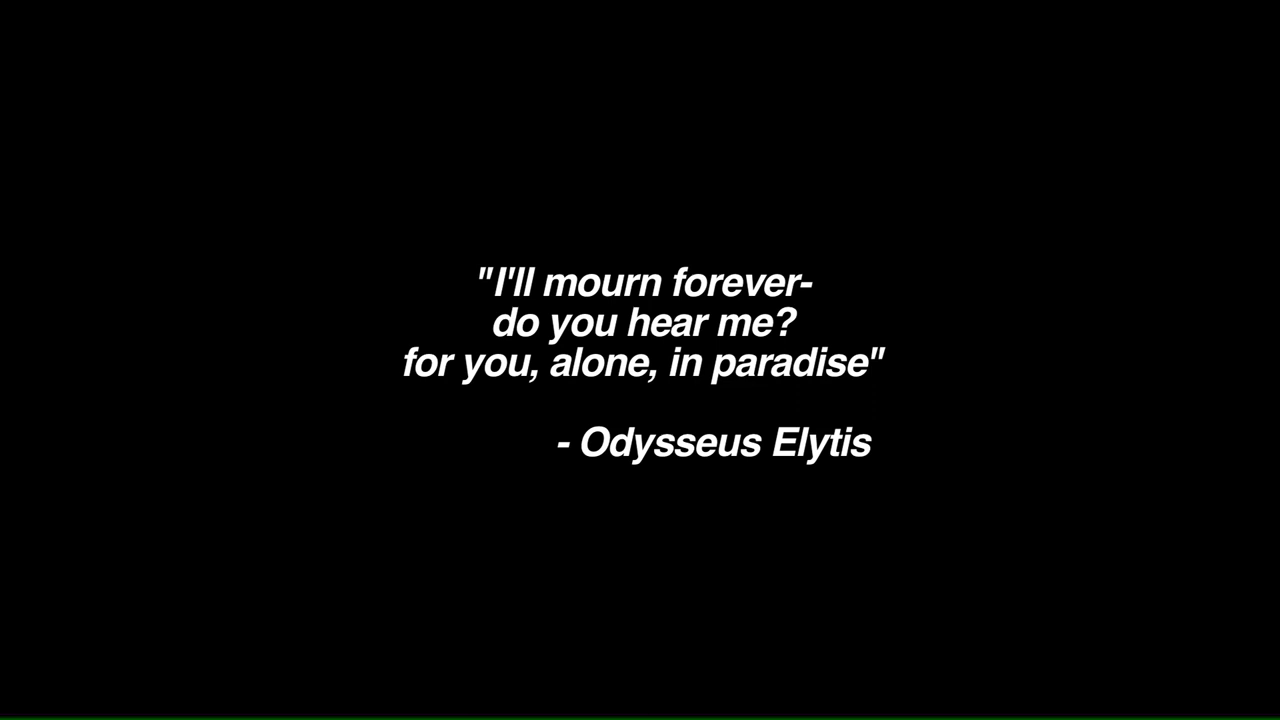 "I'll mourn forever-
do you hear me?
for you, alone, in paradise"
- Odysseus Elytis